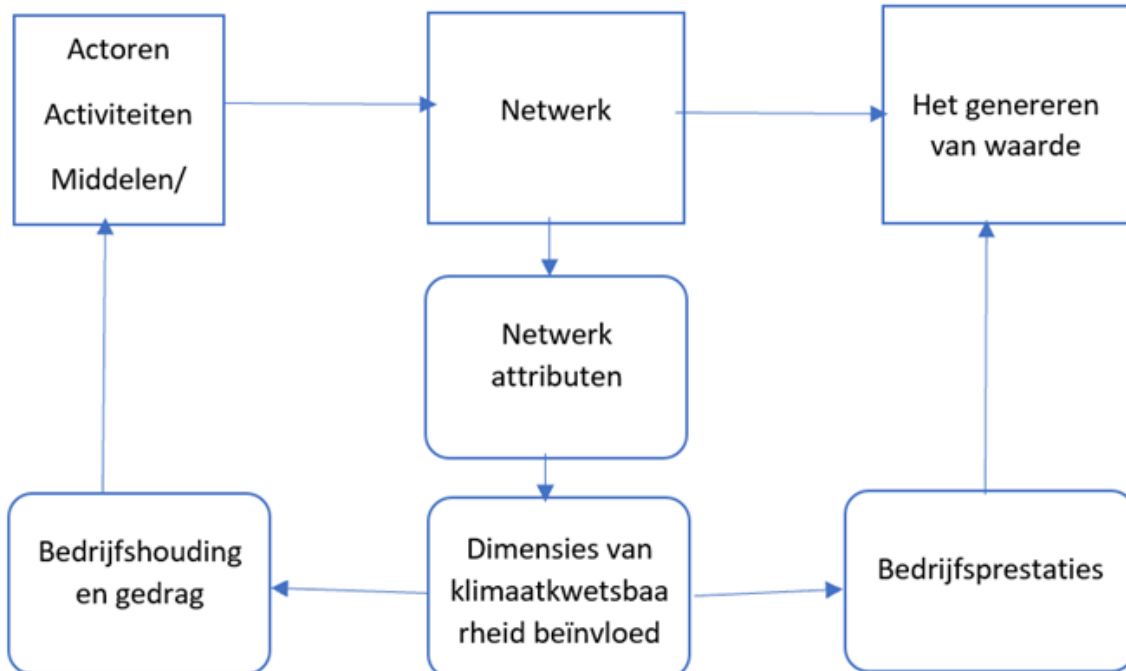 Actoren
Activiteiten
Middelen/
Netwerk
Het genereren
van waarde
Netwerk
attributen
Bedrijfshouding
en gedrag
Dimensies van
klimaatkwetsbaa
rheid beïnvloed
Bedrijfsprestaties